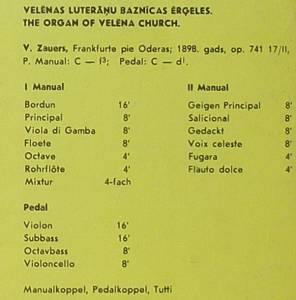 VELĒNAS LUTERĀŅU BAZNĪCAS ĒRĢELES.
THE ORGAN OF VELĒNA CHURCH.
V. Zauers, Frankfurte pie Oderas; 1898. gads, op. 741 17/II,
P. Manual: C — f³; Pedal: C — d¹.
I Manual
Bordun 16'
Principal 8'
Viola di Gamba 8'
Floete 8'
Octave 4'
Rohrflöte 4'
Mixtur 4-fach
II Manual
Geigen Principal 8'
Salicional 8'
Gedackt 8'
Voix celeste 8'
Fugara 4'
Flauto dolce 4'
Pedal
Violon 16'
Subbass 16'
Octavbass 8'
Violoncello 8'
Manualkoppel, Pedalkoppel, Tutti